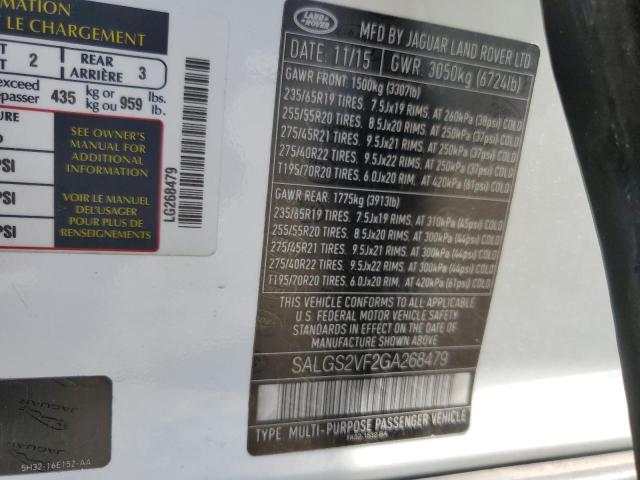 MATION
LE CHARGEMENT
T 2 REAR 3
T ARRIÈRE
exceed 435 kg or 959 lbs.
epasser kg ou lb.
URE
SEE OWNER'S
MANUAL FOR
ADDITIONAL
INFORMATION
PSI
PSI
VOIR LE MANUEL
DE L'USAGER
POUR PLUS DE
RENSEIGNEMENTS
PSI
LG268479
LAND ROVER
MFD BY JAGUAR LAND ROVER LTD
DATE: 11/15 GWR: 3050kg (6724lb)
GAWR FRONT: 1500kg (3307lb)
235/65R19 TIRES. 7.5Jx19 RIMS. AT 260kPa (38psi) COLD
255/55R20 TIRES. 8.5Jx20 RIMS. AT 250kPa (37psi) COLD
275/45R21 TIRES. 9.5Jx21 RIMS. AT 250kPa (37psi) COLD
275/40R22 TIRES. 9.5Jx22 RIMS. AT 250kPa (37psi) COLD
T195/70R20 TIRES. 6.0Jx20 RIMS. AT 420kPa (61psi) COLD
GAWR REAR: 1775kg (3913lb)
235/65R19 TIRES. 7.5Jx19 RIMS. AT 310kPa (45psi) COLD
255/55R20 TIRES. 8.5Jx20 RIMS. AT 300kPa (44psi) COLD
275/45R21 TIRES. 9.5Jx21 RIMS. AT 300kPa (44psi) COLD
275/40R22 TIRES. 9.5Jx22 RIMS. AT 300kPa (44psi) COLD
T195/70R20 TIRES. 6.0Jx20 RIMS. AT 420kPa (61psi) COLD
THIS VEHICLE CONFORMS TO ALL APPLICABLE
U.S. FEDERAL MOTOR VEHICLE SAFETY
STANDARDS IN EFFECT ON THE DATE OF
MANUFACTURE SHOWN ABOVE
SALGS2VF2GA268479
TYPE: MULTI-PURPOSE PASSENGER VEHICLE
JAGUAR
JAGUAR
5H32-16E152-AA